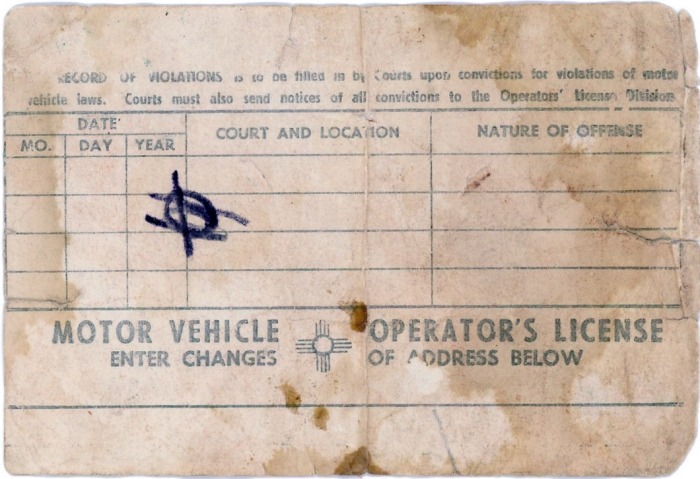 RECORD OF VIOLATIONS is to be filled in by Courts upon convictions for violations of motor
vehicle laws. Courts must also send notices of all convictions to the Operators' License Division.
DATE
COURT AND LOCATION
NATURE OF OFFENSE
MO.
DAY
YEAR
MOTOR VEHICLE OPERATOR'S LICENSE
ENTER CHANGES OF ADDRESS BELOW